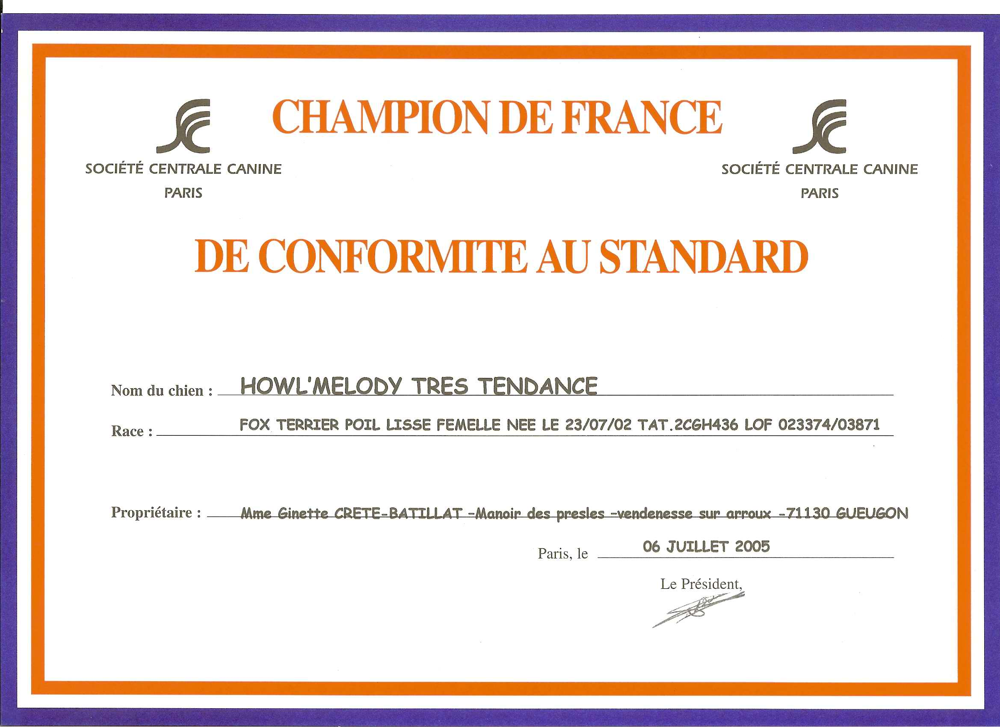 CHAMPION DE FRANCE
SOCIÉTÉ CENTRALE CANINE
PARIS
SOCIÉTÉ CENTRALE CANINE
PARIS
DE CONFORMITE AU STANDARD
Nom du chien : HOWL'MELODY TRES TENDANCE
Race : FOX TERRIER POIL LISSE FEMELLE NEE LE 23/07/02 TAT.2CGH436 LOF 023374/03871
Propriétaire : Mme Ginette CRETE-BATILLAT -Manoir des presles -vendenesse sur arroux -71130 GUEUGON
Paris, le 06 JUILLET 2005
Le Président,